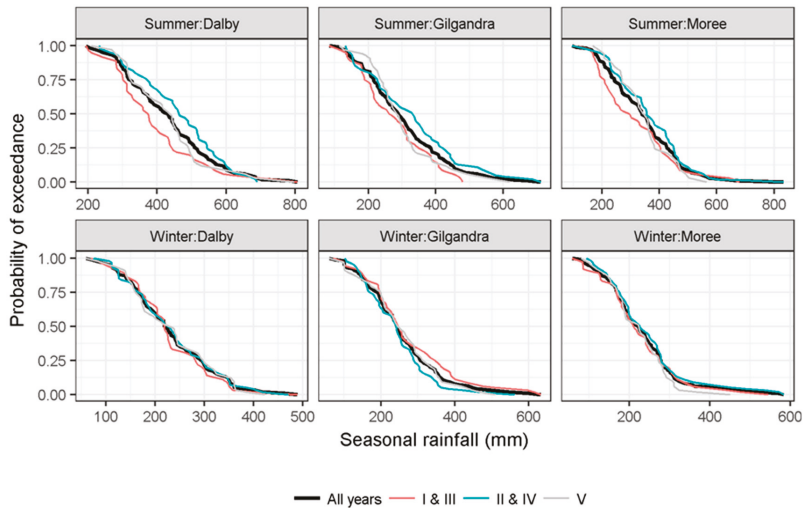 Summer:Dalby Summer:Gilgandra Summer:Moree
1.00
0.75
0.50
0.25
0.00
200 400 600 800 200 400 600 200 400 600 800
Winter:Dalby Winter:Gilgandra Winter:Moree
1.00
0.75
0.50
0.25
0.00
100 200 300 400 500 200 400 600 200 400 600
Probability of exceedance
Seasonal rainfall (mm)
All years I & III II & IV V